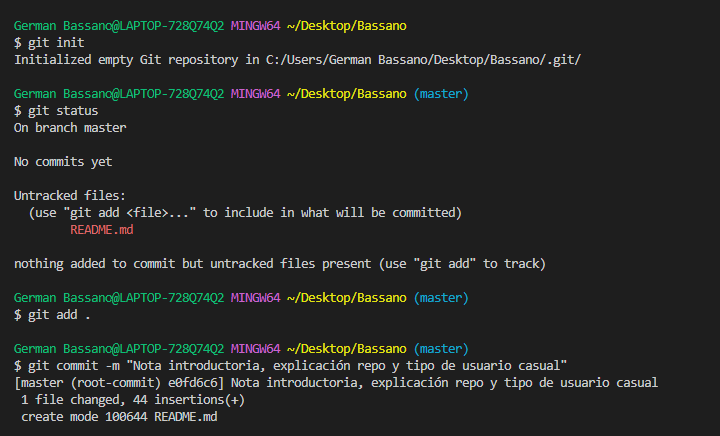 German Bassano@LAPTOP-728Q74Q2 MINGW64 ~/Desktop/Bassano
$ git init
Initialized empty Git repository in C:/Users/German Bassano/Desktop/Bassano/.git/
German Bassano@LAPTOP-728Q74Q2 MINGW64 ~/Desktop/Bassano (master)
$ git status
On branch master
No commits yet
Untracked files:
(use "git add <file>..." to include in what will be committed)
README.md
nothing added to commit but untracked files present (use "git add" to track)
German Bassano@LAPTOP-728Q74Q2 MINGW64 ~/Desktop/Bassano (master)
$ git add .
German Bassano@LAPTOP-728Q74Q2 MINGW64 ~/Desktop/Bassano (master)
$ git commit -m "Nota introductoria, explicación repo y tipo de usuario casual"
[master (root-commit) e0fd6c6] Nota introductoria, explicación repo y tipo de usuario casual
1 file changed, 44 insertions(+)
create mode 100644 README.md